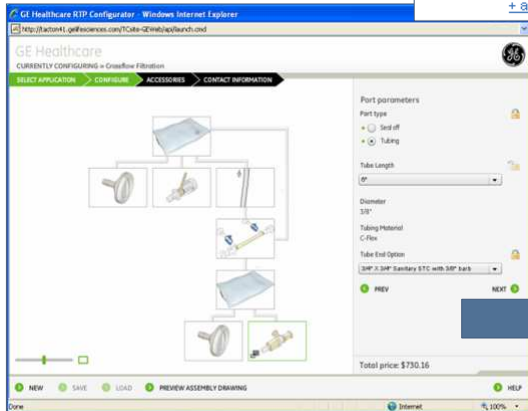 + a
GE Healthcare RTP Configurator - Windows Internet Explorer
http://tacton41.gelifesciences.com/TCsite-GEWeb/api/launch.cmd
GE Healthcare
CURRENTLY CONFIGURING » Crossflow Filtration
SELECT APPLICATION CONFIGURE ACCESSORIES CONTACT INFORMATION
Port parameters
Port type
Seal off
Tubing
Tube Length
6"
Diameter
3/8"
Tubing Material
C-Flex
Tube End Option
3/4" X 3/4" Sanitary STC with 3/8" barb
PREV NEXT
Total price: $730.16
NEW SAVE LOAD PREVIEW ASSEMBLY DRAWING HELP
Done Internet 100%